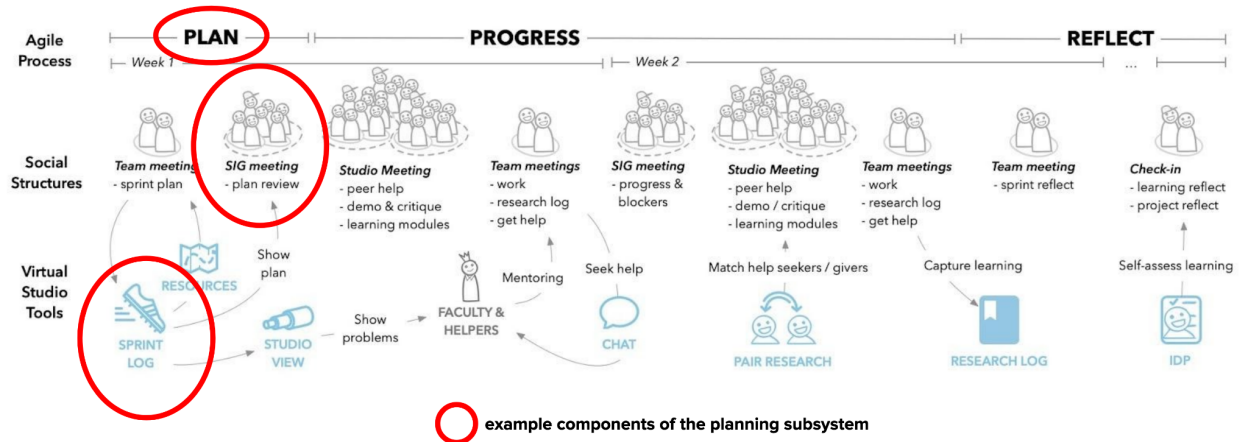 Agile
Process
PLAN
PROGRESS
REFLECT
Week 1
Week 2
...
Social
Structures
Team meeting
- sprint plan
SIG meeting
- plan review
Studio Meeting
- peer help
- demo & critique
- learning modules
Team meetings
- work
- research log
- get help
SIG meeting
- progress &
blockers
Studio Meeting
- peer help
- demo / critique
- learning modules
Team meetings
- work
- research log
- get help
Team meeting
- sprint reflect
Check-in
- learning reflect
- project reflect
Virtual
Studio
Tools
RESOURCES
Show
plan
SPRINT
LOG
STUDIO
VIEW
Show
problems
FACULTY &
HELPERS
Mentoring
Seek help
CHAT
Match help seekers / givers
PAIR RESEARCH
Capture learning
RESEARCH LOG
Self-assess learning
IDP
example components of the planning subsystem